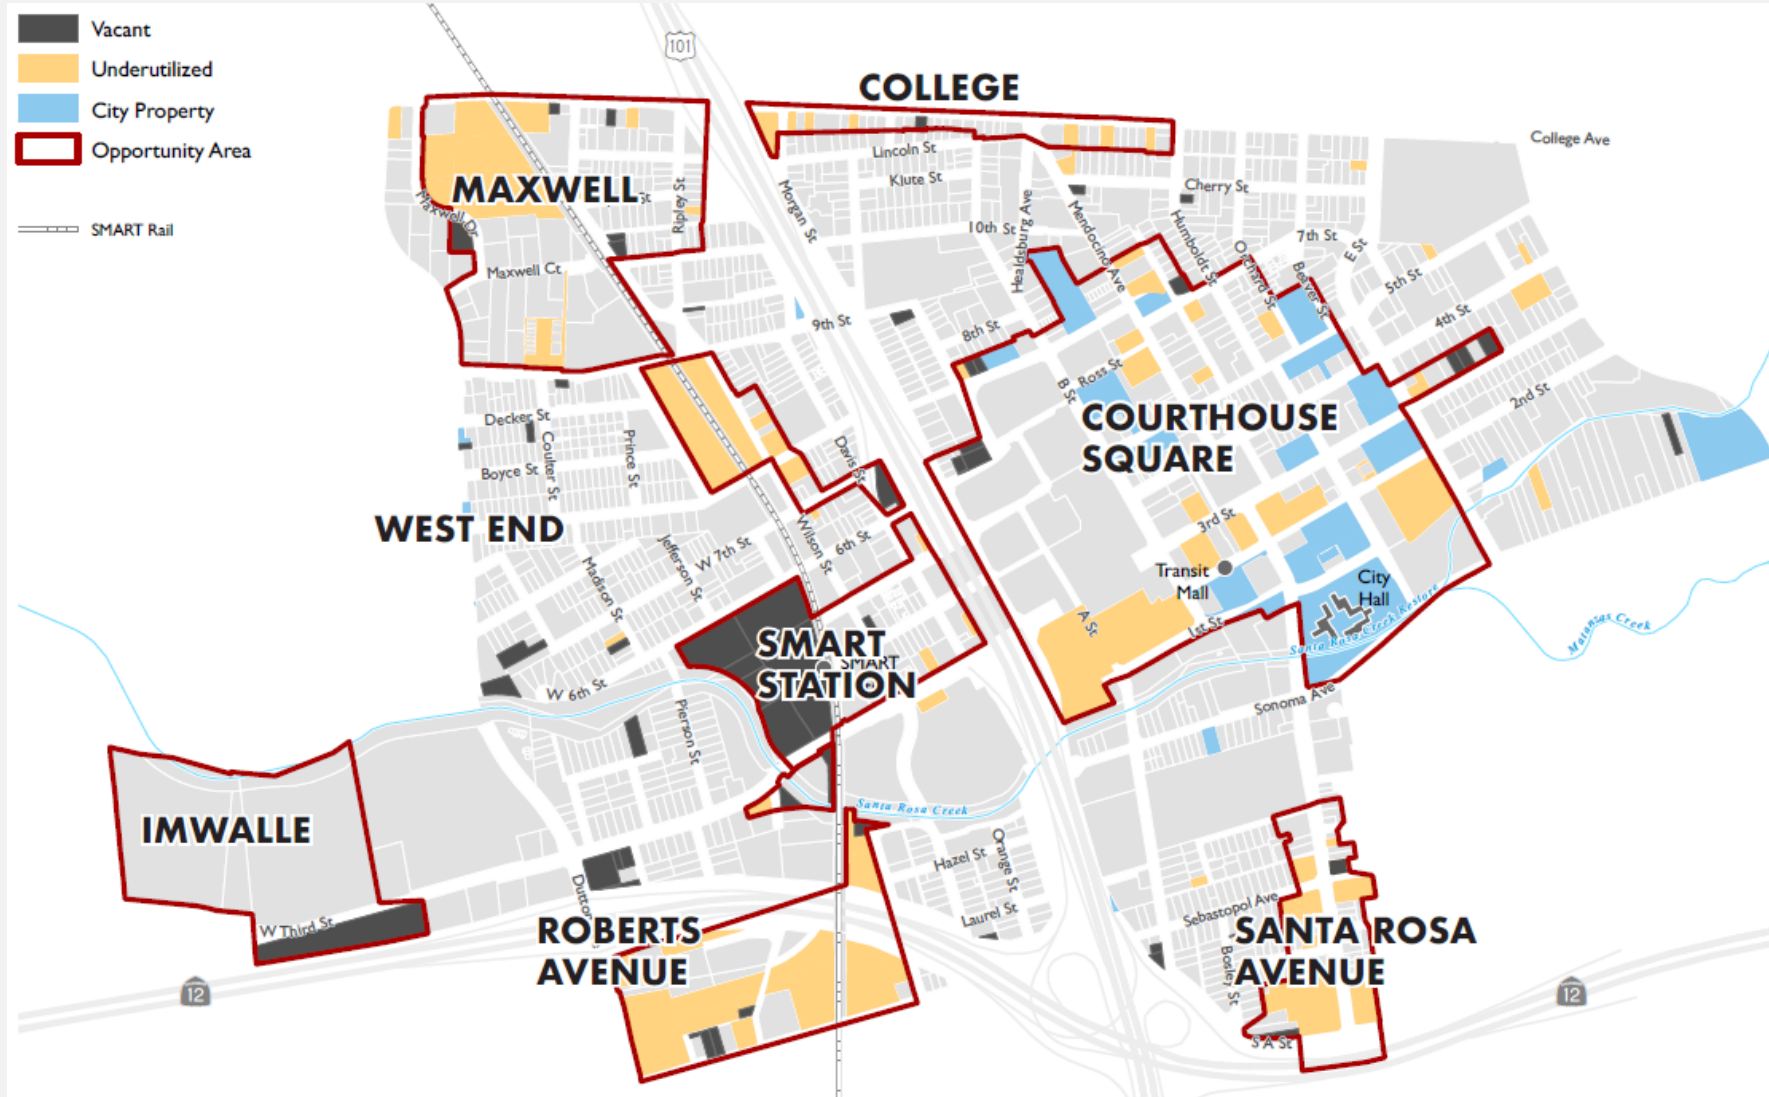 Vacant
Underutilized
City Property
Opportunity Area
SMART Rail
101
COLLEGE
College Ave
Lincoln St
Klute St
Cherry St
MAXWELL
St
Ripley St
Maxwell Dr
Maxwell Ct
Morgan St
10th St
Healdsburg Ave
Mendocino Ave
Humboldt St
Orchard St
7th St
Beaver St
E St
5th St
4th St
2nd St
9th St
8th St
B St
Ross St
COURTHOUSE
SQUARE
Decker St
Coulter St
Boyce St
Prince St
Davis St
WEST END
Wilson St
6th St
W 7th St
Jefferson St
Madison St
3rd St
Transit
Mall
City
Hall
A St
1st St
Santa Rosa Creek Restore
Matanzas Creek
SMART
STATION
SMART
W 6th St
Pierson St
Sonoma Ave
IMWALLE
Santa Rosa Creek
Hazel St
Orange St
Laurel St
Dutton
W Third St
ROBERTS
AVENUE
Sebastopol Ave
SANTA ROSA
AVENUE
Bosley St
S A St
12
12